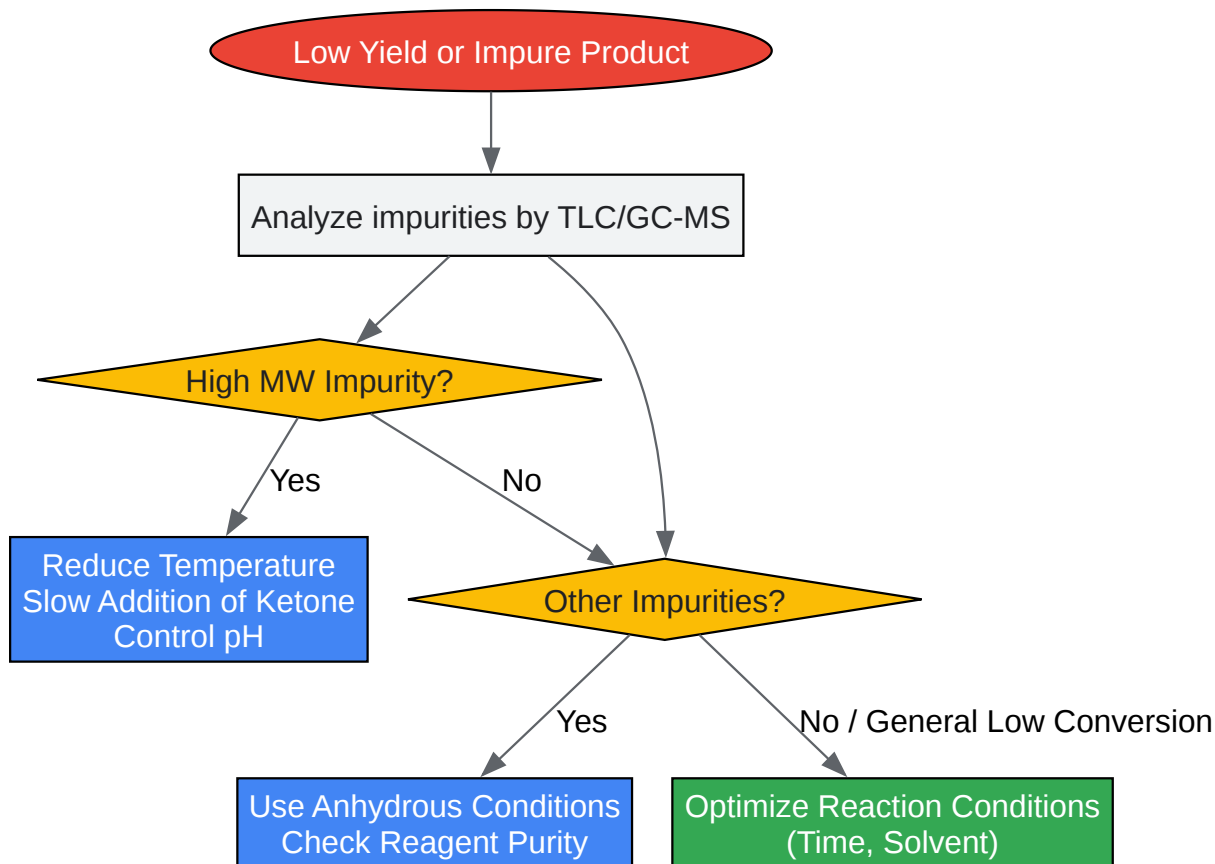 Low Yield or Impure Product
Analyze impurities by TLC/GC-MS
High MW Impurity?
Yes
No
Reduce Temperature
Slow Addition of Ketone
Control pH
Other Impurities?
Yes
No / General Low Conversion
Use Anhydrous Conditions
Check Reagent Purity
Optimize Reaction Conditions
(Time, Solvent)